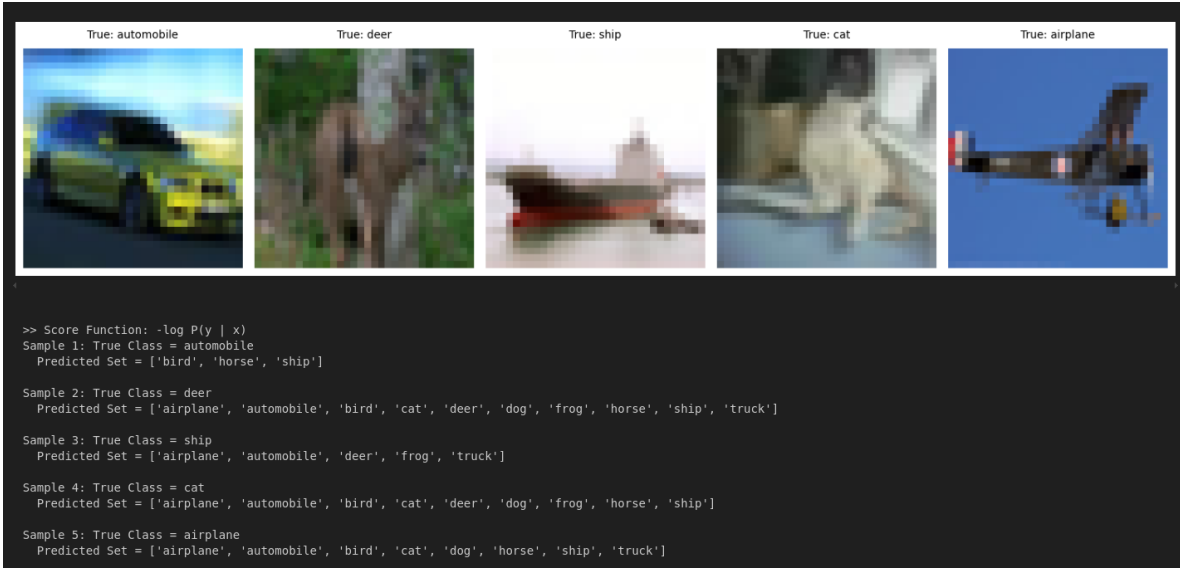 True: automobile
True: deer
True: ship
True: cat
True: airplane
>> Score Function: -log P(y | x)
Sample 1: True Class = automobile
Predicted Set = ['bird', 'horse', 'ship']
Sample 2: True Class = deer
Predicted Set = ['airplane', 'automobile', 'bird', 'cat', 'deer', 'dog', 'frog', 'horse', 'ship', 'truck']
Sample 3: True Class = ship
Predicted Set = ['airplane', 'automobile', 'deer', 'frog', 'truck']
Sample 4: True Class = cat
Predicted Set = ['airplane', 'automobile', 'bird', 'cat', 'deer', 'dog', 'frog', 'horse', 'ship']
Sample 5: True Class = airplane
Predicted Set = ['airplane', 'automobile', 'bird', 'cat', 'dog', 'horse', 'ship', 'truck']